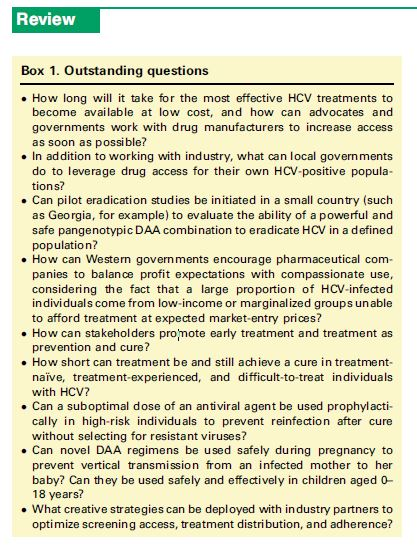 Review
Box 1. Outstanding questions
• How long will it take for the most effective HCV treatments to
become available at low cost, and how can advocates and
governments work with drug manufacturers to increase access
as soon as possible?
• In addition to working with industry, what can local governments
do to leverage drug access for their own HCV-positive popula-
tions?
• Can pilot eradication studies be initiated in a small country (such
as Georgia, for example) to evaluate the ability of a powerful and
safe pangenotypic DAA combination to eradicate HCV in a defined
population?
• How can Western governments encourage pharmaceutical com-
panies to balance profit expectations with compassionate use,
considering the fact that a large proportion of HCV-infected
individuals come from low-income or marginalized groups unable
to afford treatment at expected market-entry prices?
• How can stakeholders promote early treatment and treatment as
prevention and cure?
• How short can treatment be and still achieve a cure in treatment-
naïve, treatment-experienced, and difficult-to-treat individuals
with HCV?
• Can a suboptimal dose of an antiviral agent be used prophylacti-
cally in high-risk individuals to prevent reinfection after cure
without selecting for resistant viruses?
• Can novel DAA regimens be used safely during pregnancy to
prevent vertical transmission from an infected mother to her
baby? Can they be used safely and effectively in children aged 0–
18 years?
• What creative strategies can be deployed with industry partners to
optimize screening access, treatment distribution, and adherence?